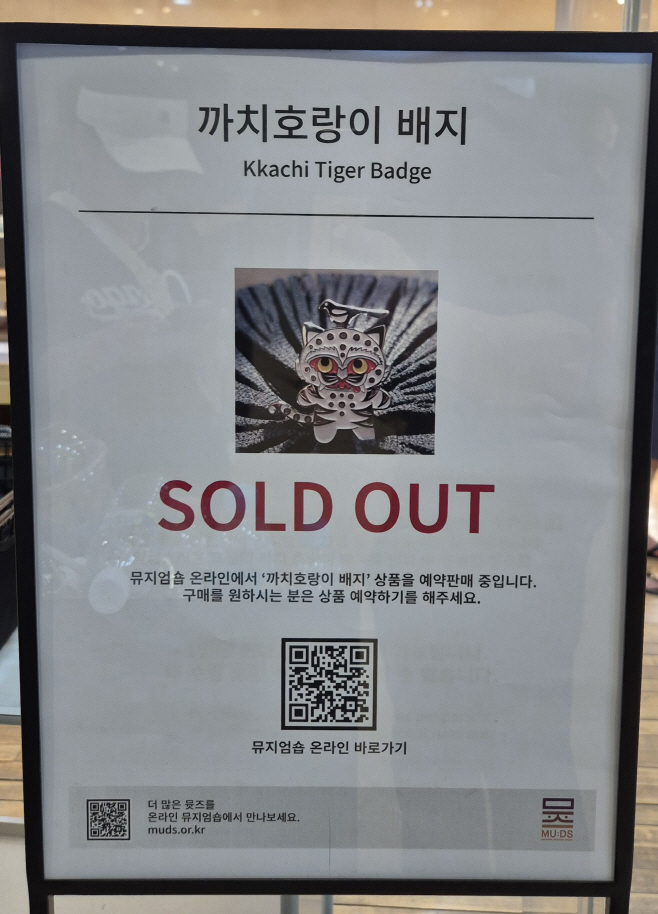 까치호랑이 배지
Kkachi Tiger Badge
SOLD OUT
뮤지엄숍 온라인에서 ‘까치호랑이 배지’ 상품을 예약판매 중입니다.
구매를 원하시는 분은 상품 예약하기를 해주세요.
뮤지엄숍 온라인 바로가기
더 많은 뮷즈를
온라인 뮤지엄숍에서 만나보세요.
muds.or.kr
뮷
MU:DS